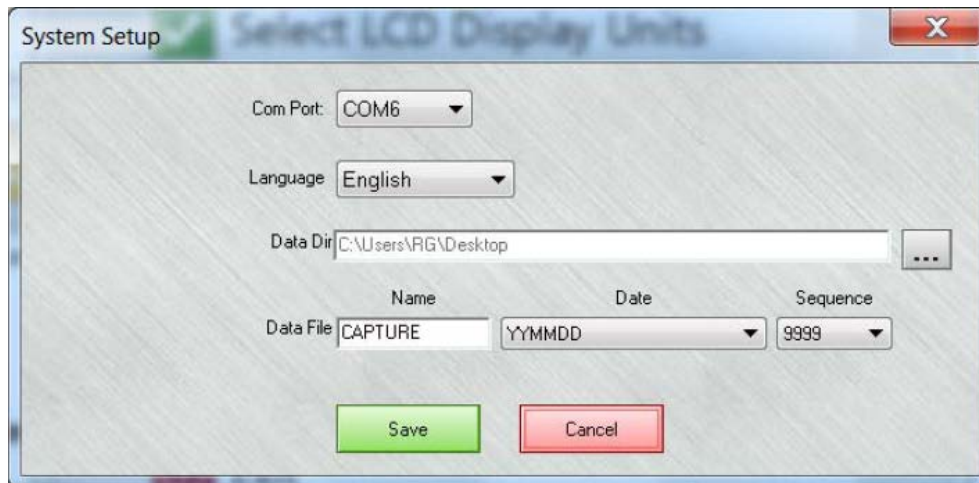 System Setup
Select LCD Display Units
Com Port: COM6
Language English
Data Dir C:\Users\RG\Desktop ...
Name Date Sequence
Data File CAPTURE YYMMDD 9999
Save Cancel